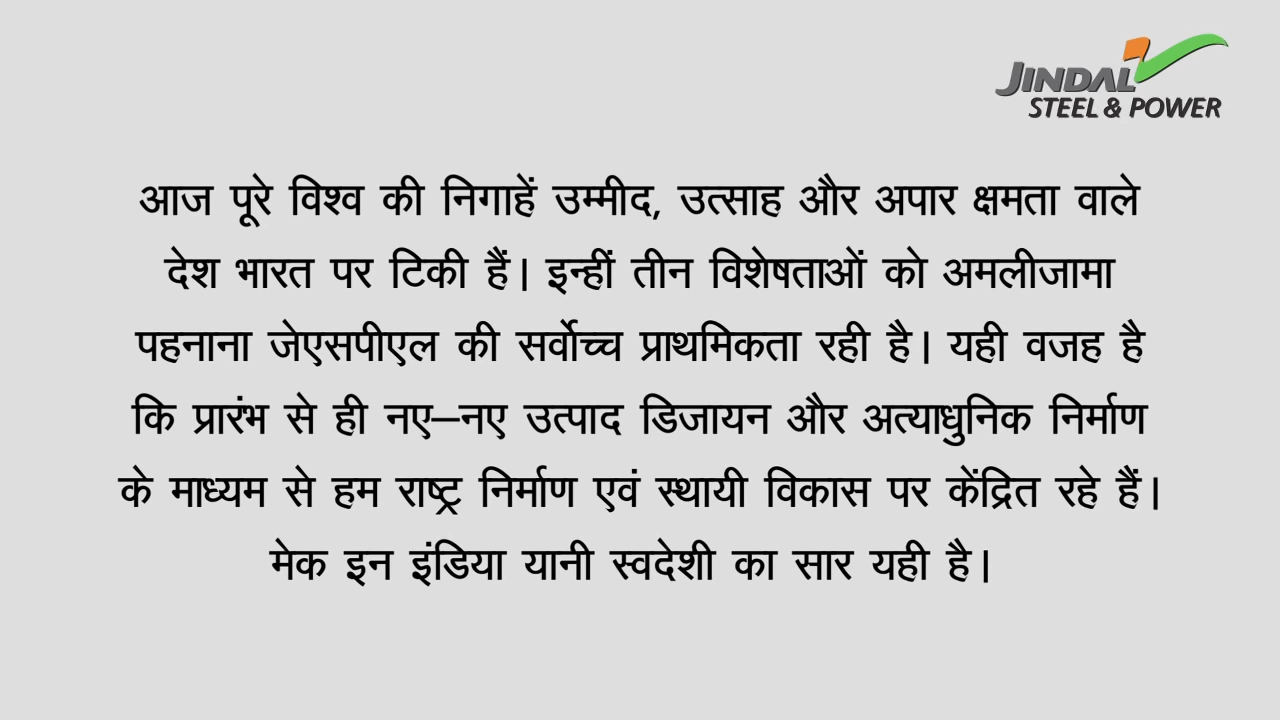 JINDAL
STEEL & POWER
आज पूरे विश्व की निगाहें उम्मीद, उत्साह और अपार क्षमता वाले
देश भारत पर टिकी हैं। इन्हीं तीन विशेषताओं को अमलीजामा
पहनाना जेएसपीएल की सर्वोच्च प्राथमिकता रही है। यही वजह है
कि प्रारंभ से ही नए–नए उत्पाद डिजायन और अत्याधुनिक निर्माण
के माध्यम से हम राष्ट्र निर्माण एवं स्थायी विकास पर केंद्रित रहे हैं।
मेक इन इंडिया यानी स्वदेशी का सार यही है।